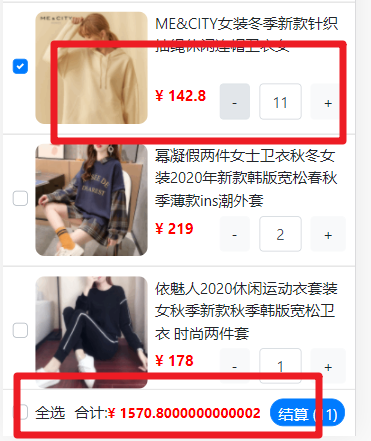 ME&CITY
ME&CITY女装冬季新款针织
抽绳休闲连帽卫衣女
¥ 142.8
-
11
+
幂凝假两件女士卫衣秋冬女
装2020年新款韩版宽松春秋
季薄款ins潮外套
¥ 219
-
2
+
依魅人2020休闲运动衣套装
女秋季新款秋季韩版宽松卫
衣 时尚两件套
¥ 178
-
1
+
全选 合计:¥ 1570.8000000000002
结算 (11)